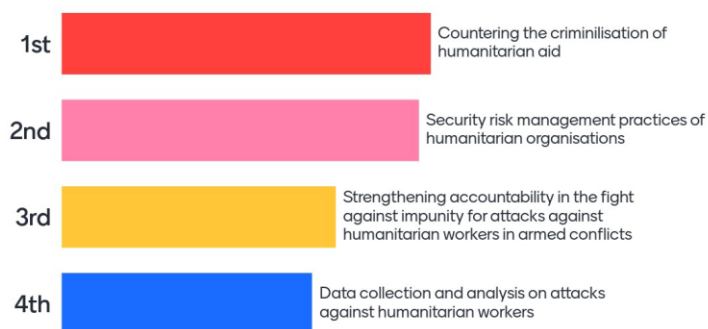 1st
Countering the criminilisation of
humanitarian aid
2nd
Security risk management practices of
humanitarian organisations
3rd
Strengthening accountability in the fight
against impunity for attacks against
humanitarian workers in armed conflicts
4th
Data collection and analysis on attacks
against humanitarian workers